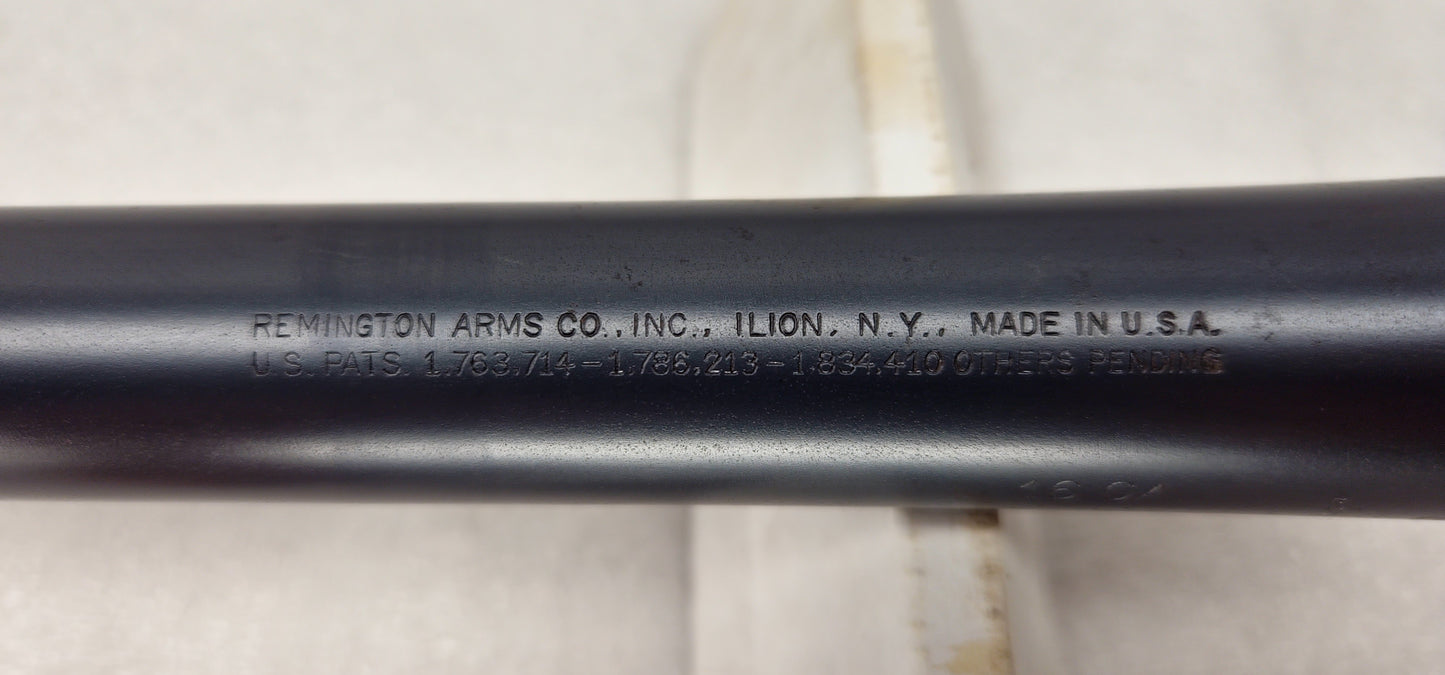 REMINGTON ARMS CO., INC., ILION, N.Y., MADE IN U.S.A.
U.S. PATS. 1,763,714-1,786,213-1,834,410 OTHERS PENDING